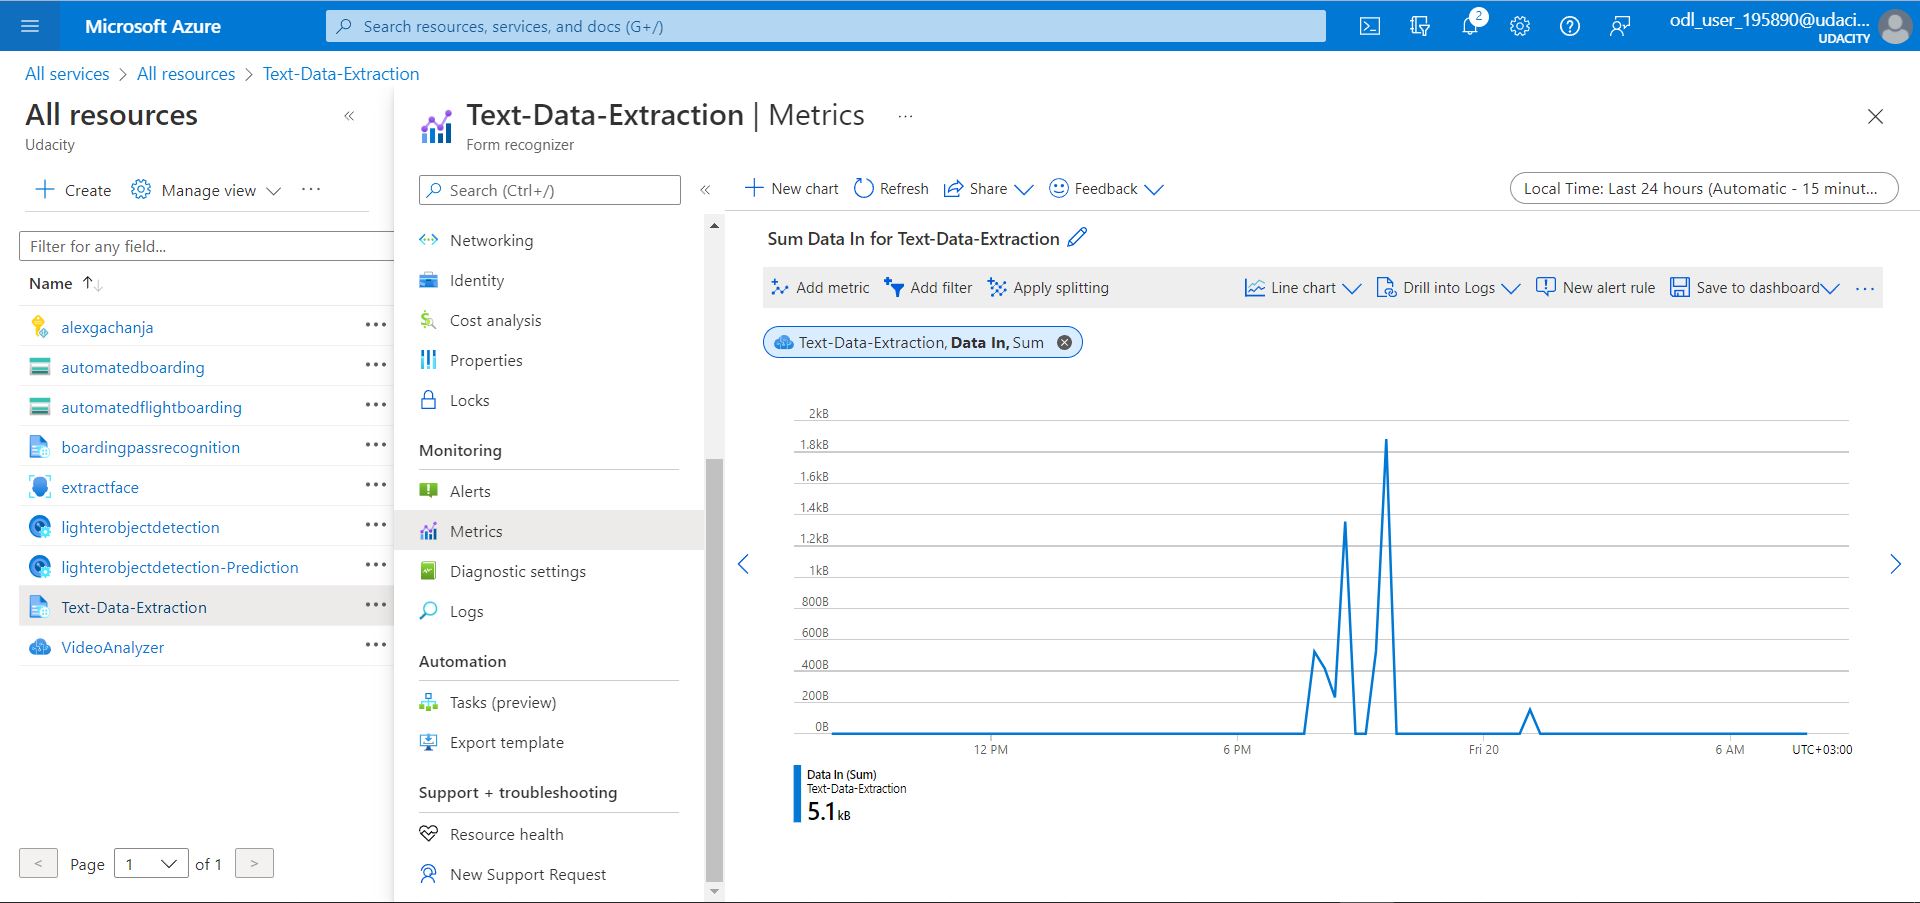 Microsoft Azure
Search resources, services, and docs (G+/)
2
odl_user_195890@udaci...
UDACITY
All services > All resources > Text-Data-Extraction
All resources
«
Udacity
+ Create
Manage view
...
Filter for any field...
Name ↑↓
alexgachanja
automatedboarding
automatedflightboarding
boardingpassrecognition
extractface
lighterobjectdetection
lighterobjectdetection-Prediction
Text-Data-Extraction
VideoAnalyzer
< Page 1 of 1 >
Text-Data-Extraction | Metrics ...
Form recognizer
Search (Ctrl+/)
«
Networking
Identity
Cost analysis
Properties
Locks
Monitoring
Alerts
Metrics
Diagnostic settings
Logs
Automation
Tasks (preview)
Export template
Support + troubleshooting
Resource health
New Support Request
+ New chart Refresh Share Feedback
Local Time: Last 24 hours (Automatic - 15 minut...
Sum Data In for Text-Data-Extraction
Add metric Add filter Apply splitting Line chart Drill into Logs New alert rule Save to dashboard ...
Text-Data-Extraction, Data In, Sum
2kB
1.8kB
1.6kB
1.4kB
1.2kB
1kB
800B
600B
400B
200B
0B
12 PM 6 PM Fri 20 6 AM UTC+03:00
Data In (Sum)
Text-Data-Extraction
5.1 kB